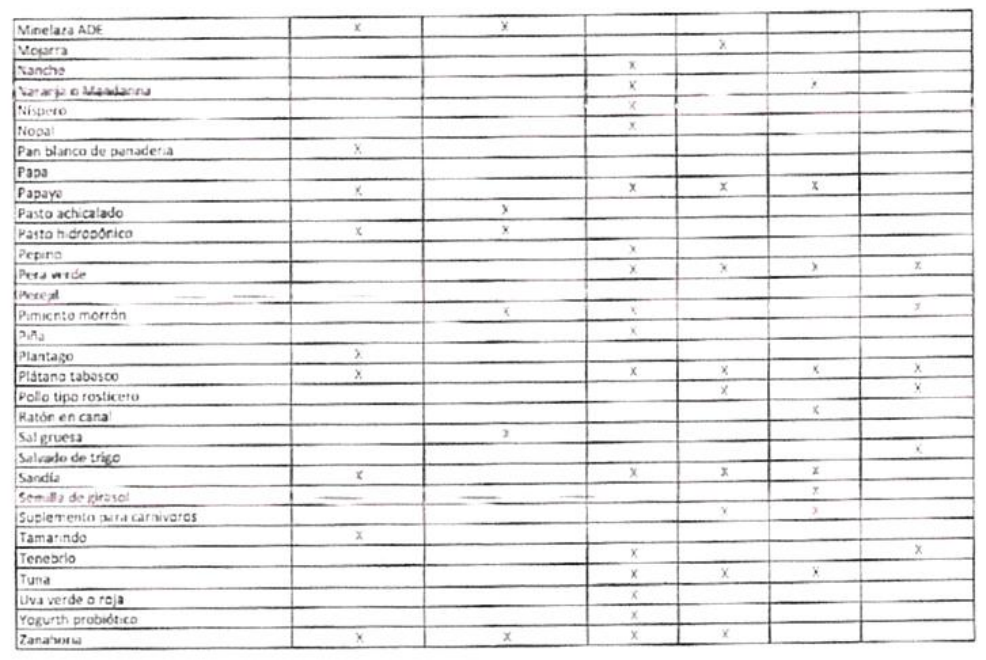 Minelaza ADE X X
Mojarra X
Nanche X
Naranja o Mandarina X X
Níspero X
Nopal X
Pan blanco de panadería X
Papa
Papaya X X X X
Pasto achicalado X
Pasto hidropónico X X
Pepino X
Pera verde X X X X
Perejil
Pimiento morrón X X X
Piña X
Plantago X
Plátano tabasco X X X X X
Pollo tipo rosticero X X
Ratón en canal X
Sal gruesa X
Salvado de trigo X
Sandía X X X X
Semilla de girasol X
Suplemento para carnívoros X X
Tamarindo X
Tenebrio X X
Tuna X X X
Uva verde o roja X
Yogurth probiótico X
Zanahoria X X X X